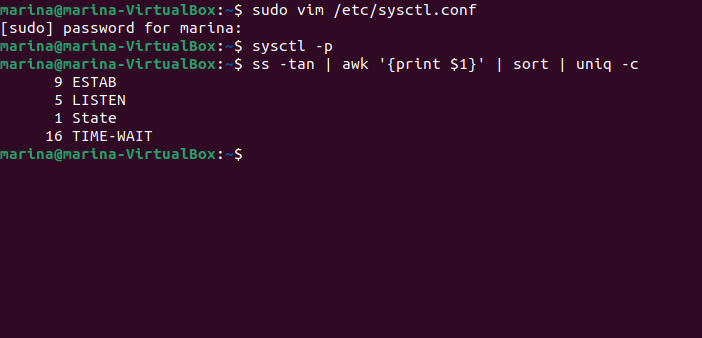 marina@marina-VirtualBox:~$ sudo vim /etc/sysctl.conf
[sudo] password for marina:
marina@marina-VirtualBox:~$ sysctl -p
marina@marina-VirtualBox:~$ ss -tan | awk '{print $1}' | sort | uniq -c
9 ESTAB
5 LISTEN
1 State
16 TIME-WAIT
marina@marina-VirtualBox:~$